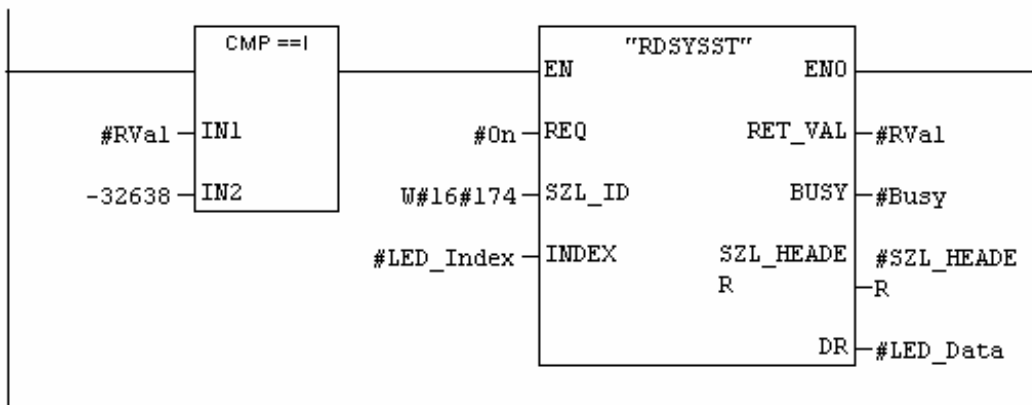 CMP ==I
"RDSYSST"
EN
ENO
#RVal
IN1
#On
REQ
RET_VAL
#RVal
-32638
IN2
W#16#174
SZL_ID
BUSY
#Busy
#LED_Index
INDEX
SZL_HEADE
R
#SZL_HEADE
R
DR
#LED_Data